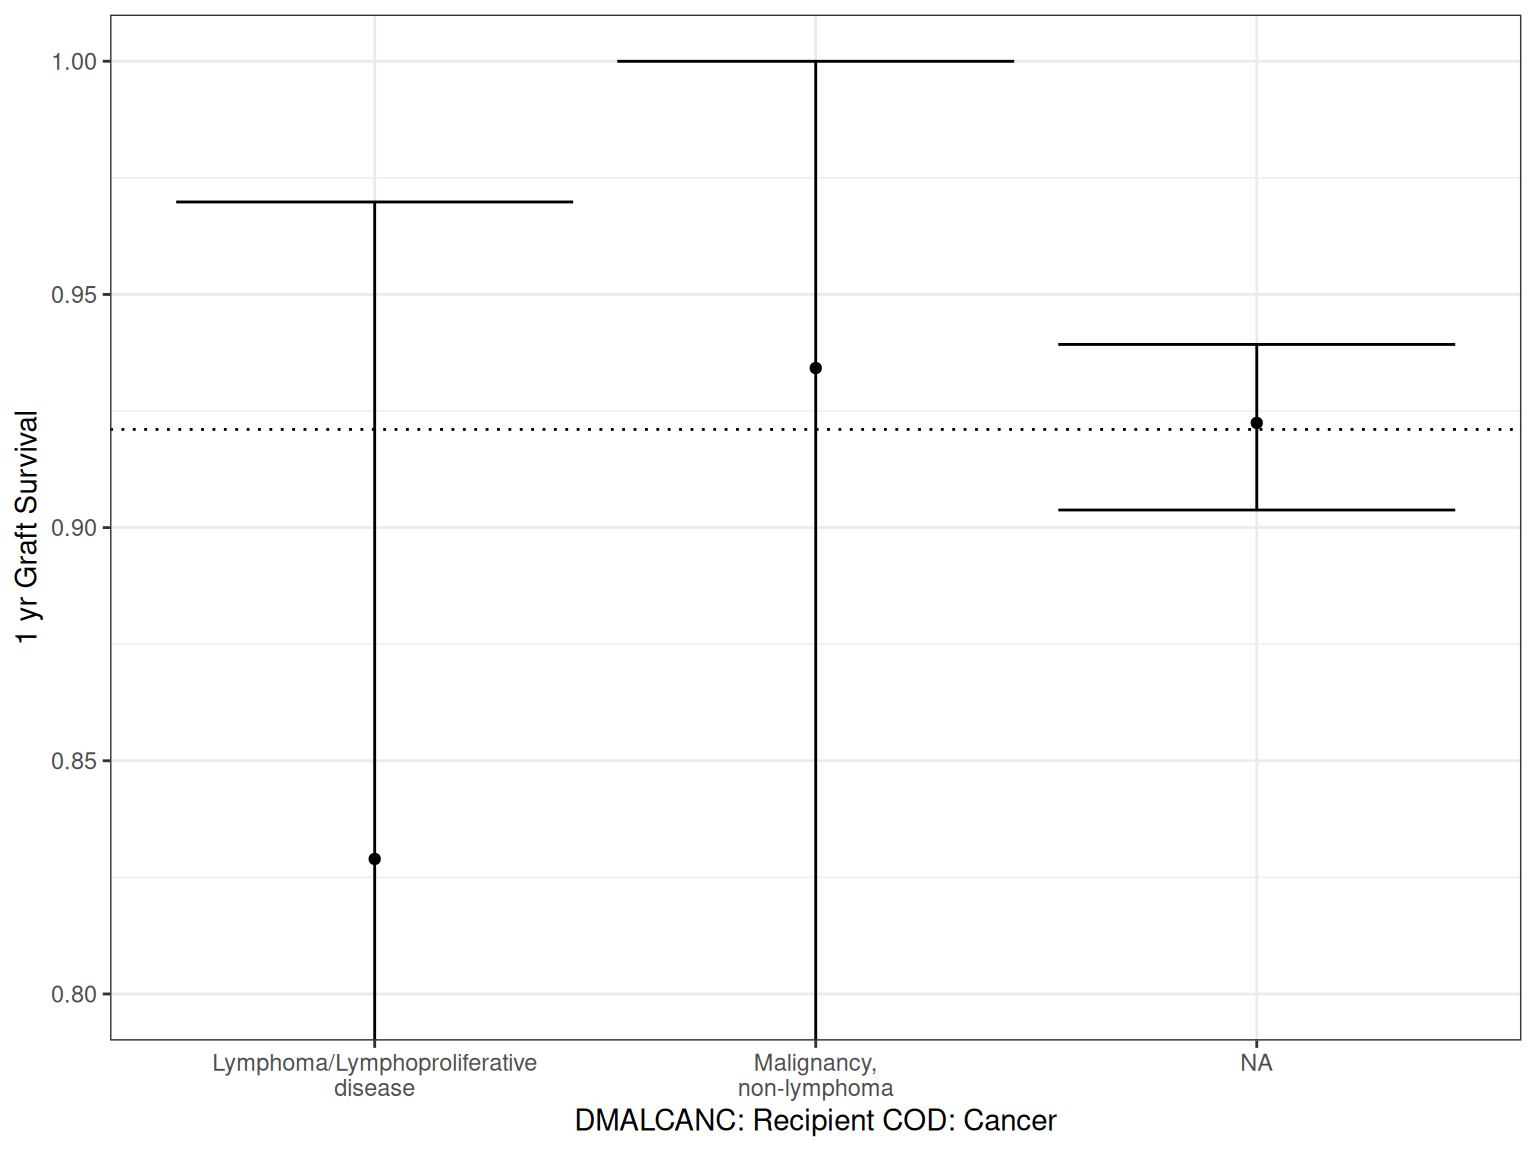 1.00
0.95
0.90
0.85
0.80
1 yr Graft Survival
Lymphoma/Lymphoproliferative
disease
Malignancy,
non-lymphoma
NA
DMALCANC: Recipient COD: Cancer